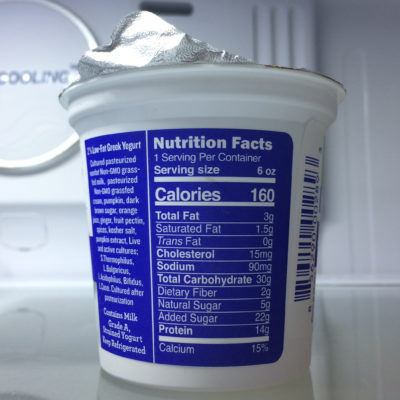 COOLING
2% Low-Fat Greek Yogurt
Cultured pasteurized
Non-GMO grass-
fed milk, pasteurized
Non-GMO grassfed
cream, pumpkin, dark
brown sugar, orange
juice, ginger, fruit pectin,
spices, kosher salt,
pumpkin extract, Live
and active cultures;
S.Thermophilus,
L.Bulgaricus,
L.Acidophilus, Bifidus,
L.Casei. Cultured after
pasteurization
Contains Milk
Grade A,
Strained Yogurt
Keep Refrigerated
Nutrition Facts
1 Serving Per Container
Serving size 6 oz
Calories 160
Total Fat 3g
Saturated Fat 1.5g
Trans Fat 0g
Cholesterol 15mg
Sodium 90mg
Total Carbohydrate 30g
Dietary Fiber 2g
Natural Sugar 5g
Added Sugar 22g
Protein 14g
Calcium 15%